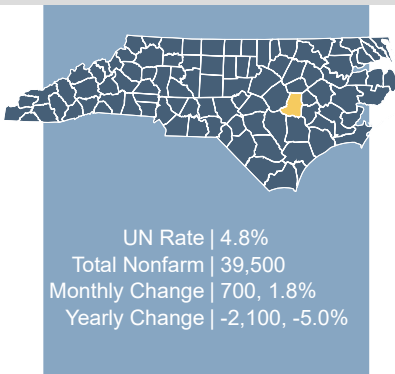 UN Rate | 4.8%
Total Nonfarm | 39,500
Monthly Change | 700, 1.8%
Yearly Change | -2,100, -5.0%